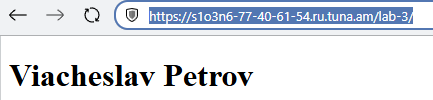 https://s1o3n6-77-40-61-54.ru.tuna.am/lab-3/
Viacheslav Petrov